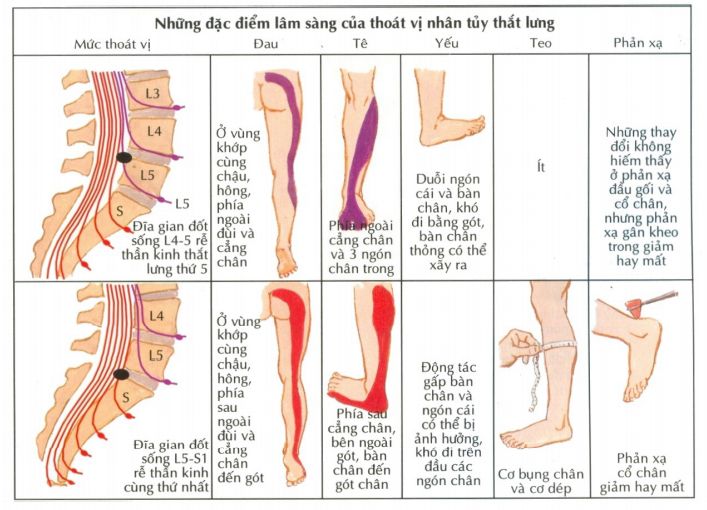 Những đặc điểm lâm sàng của thoát vị nhân tủy thắt lưng
Mức thoát vị
Đau
Tê
Yếu
Teo
Phản xạ
L3
L4
L5
L5
S
Đĩa gian đốt
sống L4-5 rễ
thần kinh thắt
lưng thứ 5
Ở vùng
khớp
cùng
chậu,
hông,
phía
ngoài
đùi và
cẳng
chân
Phía ngoài
cẳng chân
và 3 ngón
chân trong
Duỗi ngón
cái và bàn
chân, khó
đi bằng gót,
bàn chân
thõng có thể
xãy ra
Ít
Những thay
đổi không
hiếm thấy
ở phản xạ
đầu gối và
cổ chân,
nhưng phản
xạ gân kheo
trong giảm
hay mất
L4
L5
S
Đĩa gian đốt
sống L5-S1
rễ thần kinh
cùng thứ nhất
Ở vùng
khớp
cùng
chậu,
hông,
phía
sau
ngoài
đùi và
cẳng
chân
đến gót
Phía sau
cẳng chân,
bên ngoài
gót, bàn
chân đến
gót chân
Động tác
gấp bàn
chân và
ngón cái
có thể bị
ảnh hưởng,
khó đi trên
đầu các
ngón chân
Cơ bụng chân
và cơ dép
Phản xạ
cổ chân
giảm hay mất